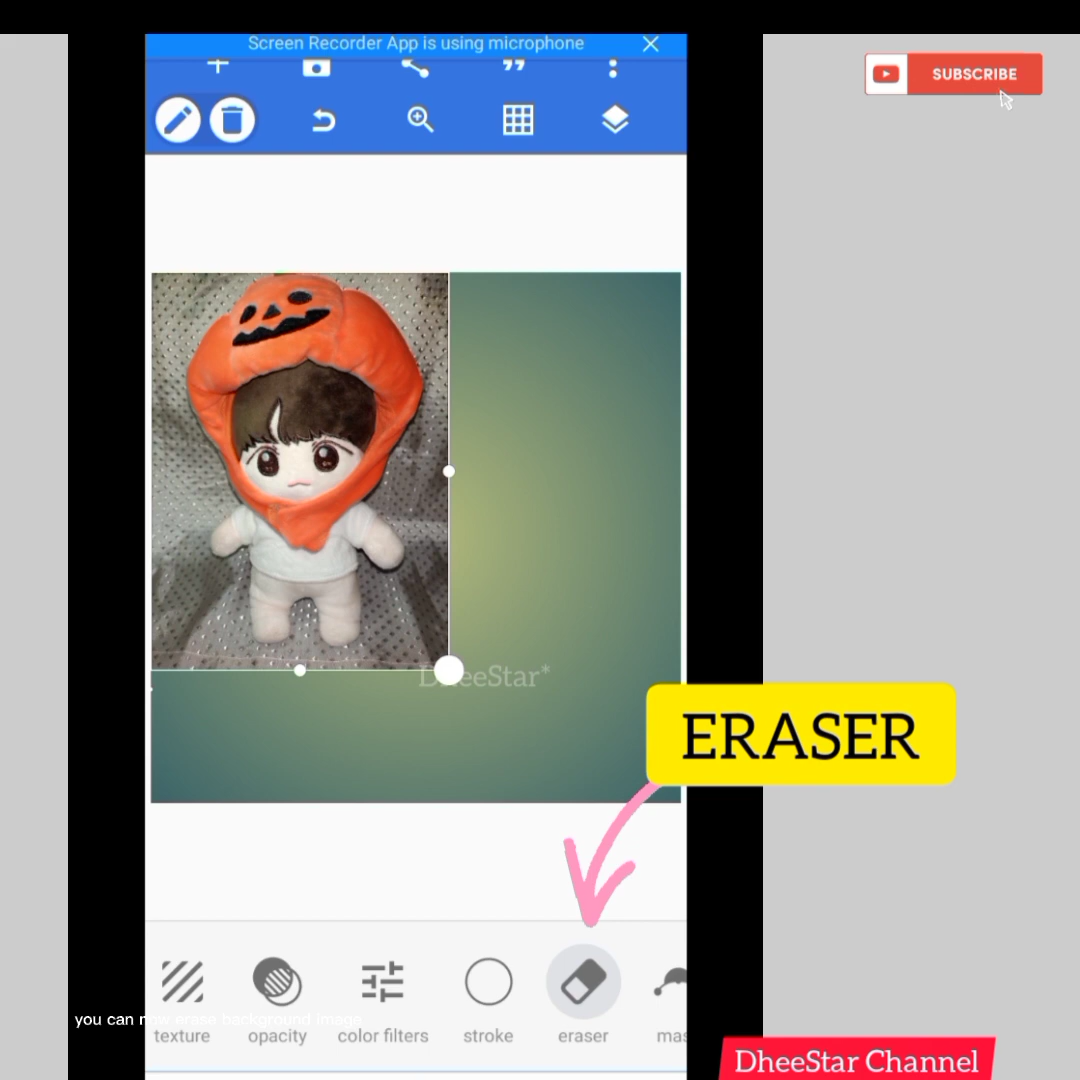 Screen Recorder App is using microphone
SUBSCRIBE
DheeStar*
ERASER
you can now erase background image
texture
opacity
color filters
stroke
eraser
mas
DheeStar Channel